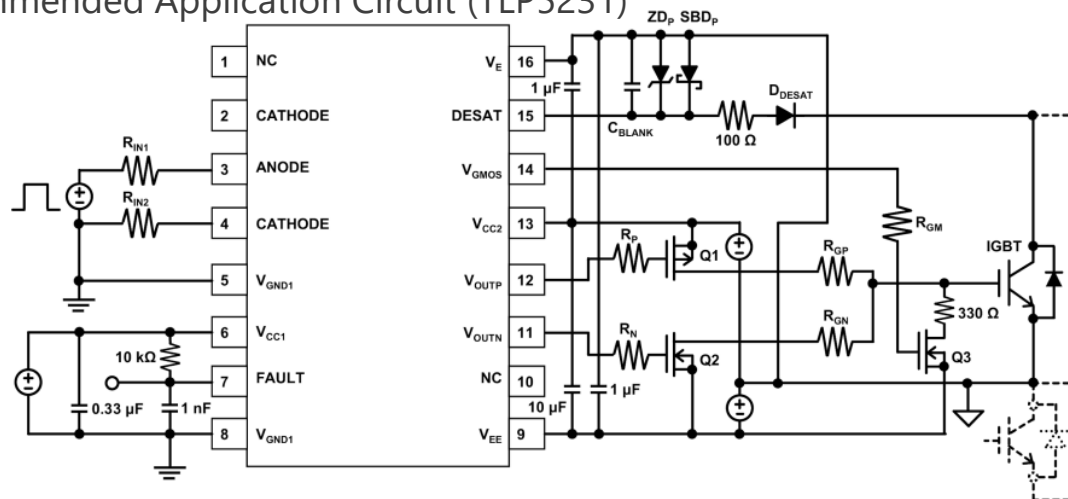 mmended Application Circuit (TLP5231)
ZD_P SBD_P
1 NC
V_E 16
1 µF
D_DESAT
2 CATHODE
DESAT 15
C_BLANK
100 Ω
R_IN1
3 ANODE
V_GMOS 14
R_IN2
4 CATHODE
V_CC2 13
R_GM
R_P
Q1
R_GP
IGBT
5 V_GND1
V_OUTP 12
330 Ω
6 V_CC1
V_OUTN 11
R_N
Q2
R_GN
Q3
10 kΩ
7 FAULT
NC 10
0.33 µF
1 nF
10 µF
1 µF
8 V_GND1
V_EE 9